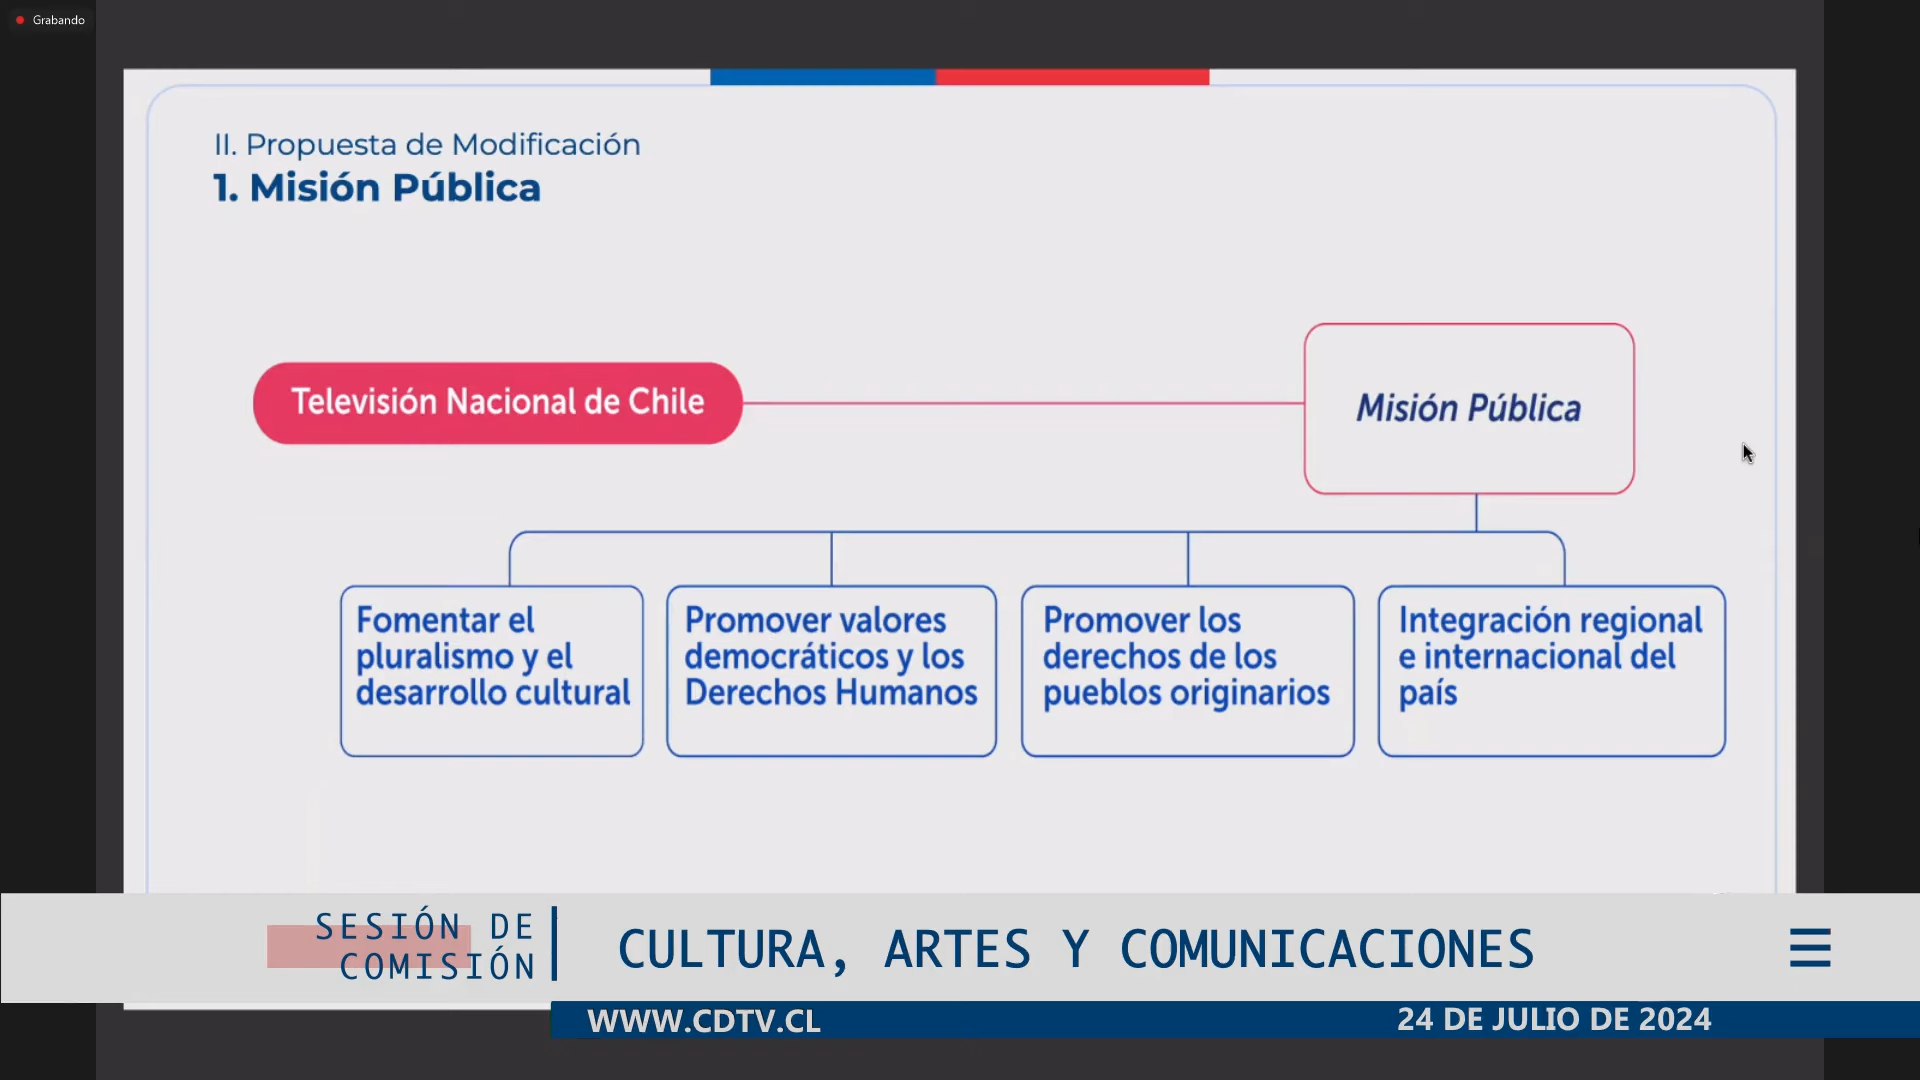 Grabando
II. Propuesta de Modificación
1. Misión Pública
Televisión Nacional de Chile
Misión Pública
Fomentar el
pluralismo y el
desarrollo cultural
Promover valores
democráticos y los
Derechos Humanos
Promover los
derechos de los
pueblos originarios
Integración regional
e internacional del
país
SESIÓN DE
COMISIÓN
CULTURA, ARTES Y COMUNICACIONES
WWW.CDTV.CL
24 DE JULIO DE 2024